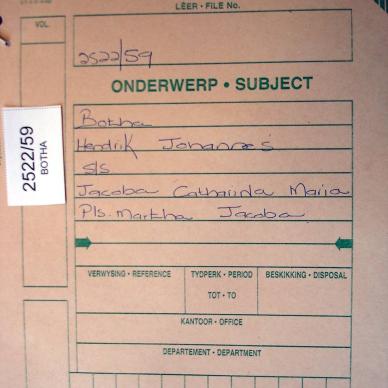 LÊER • FILE No.
VOL.
2522/59
ONDERWERP • SUBJECT
Botha
Hendrik Johannes
S/S
Jacoba Catharina Maria
Pls. Martha Jacoba
2522/59
BOTHA
VERWYSING • REFERENCE
TYDPERK • PERIOD
BESKIKKING • DISPOSAL
TOT • TO
KANTOOR • OFFICE
DEPARTEMENT • DEPARTMENT